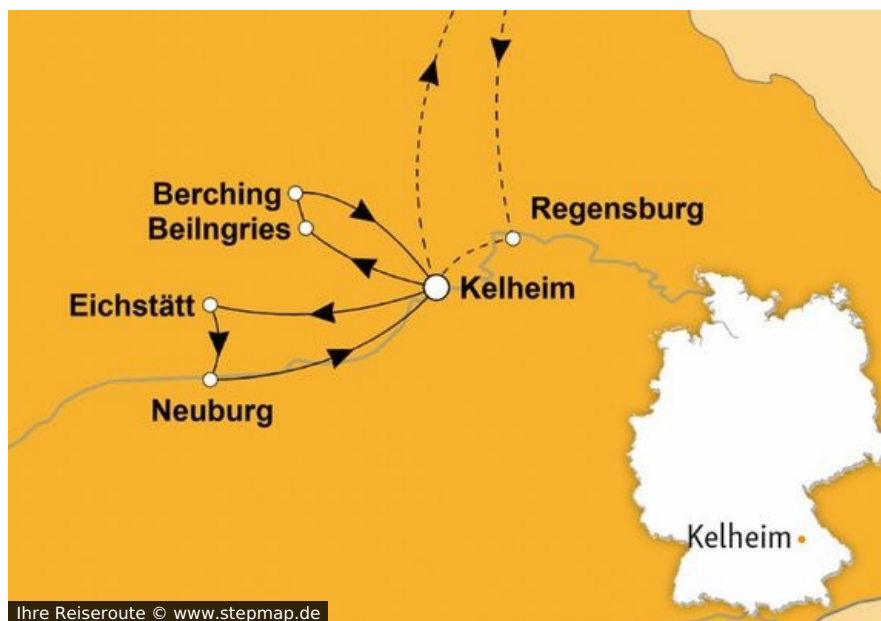 Berching
Beilngries
Regensburg
Eichstätt
Kelheim
Neuburg
Kelheim
Ihre Reiseroute © www.stepmap.de